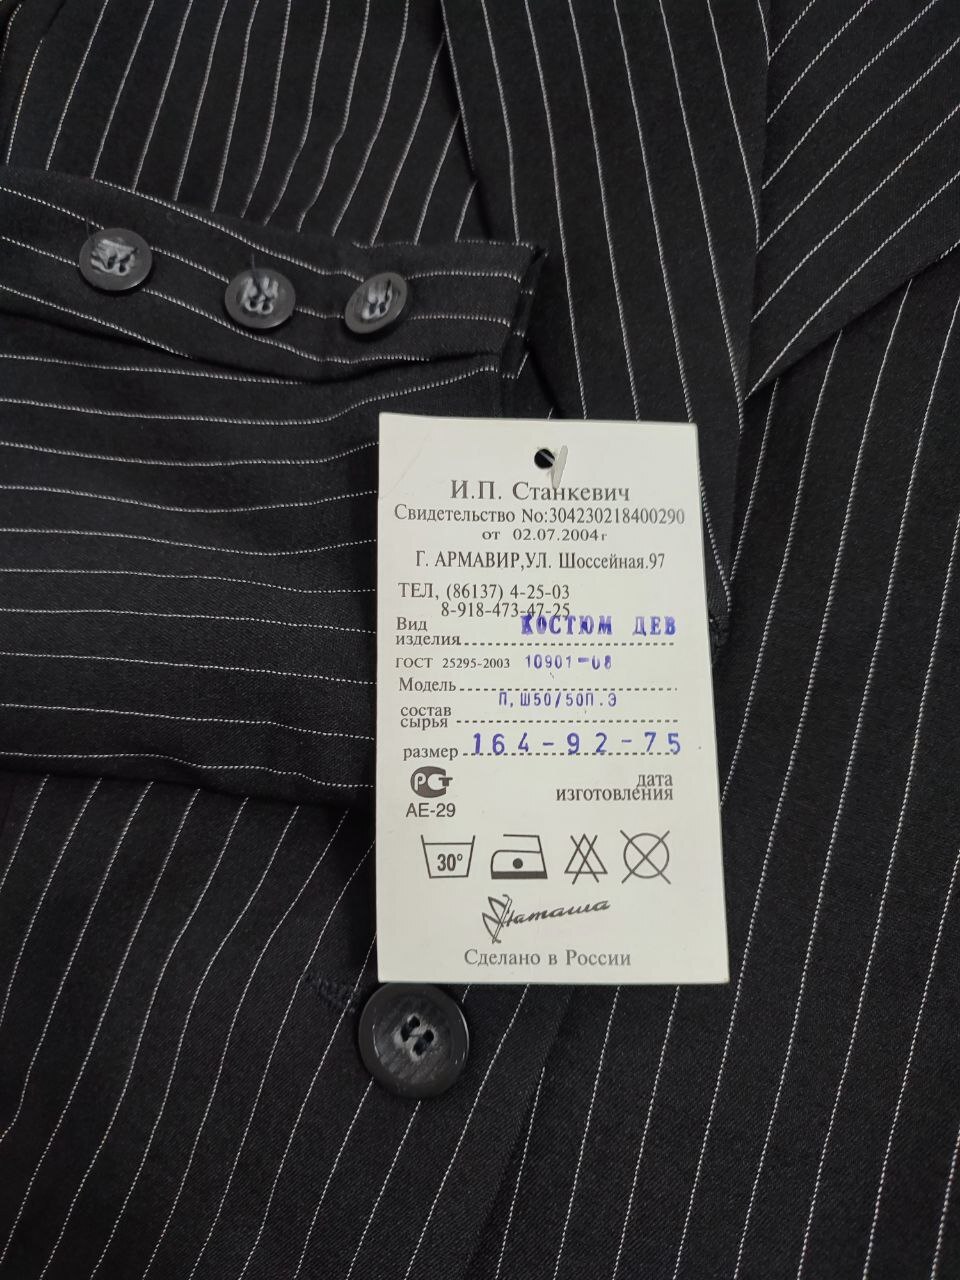 И.П. Станкевич
Свидетельство No:304230218400290
от 02.07.2004г
Г. АРМАВИР,УЛ. Шоссейная.97
ТЕЛ, (86137) 4-25-03
8-918-473-47-25
Вид изделия КОСТЮМ ДЕВ
ГОСТ 25295-2003 10901-08
Модель
состав сырья П,Ш50/50П.Э
размер 164-92-75
РСТ
АЕ-29
дата изготовления
30°
Наташа
Сделано в России